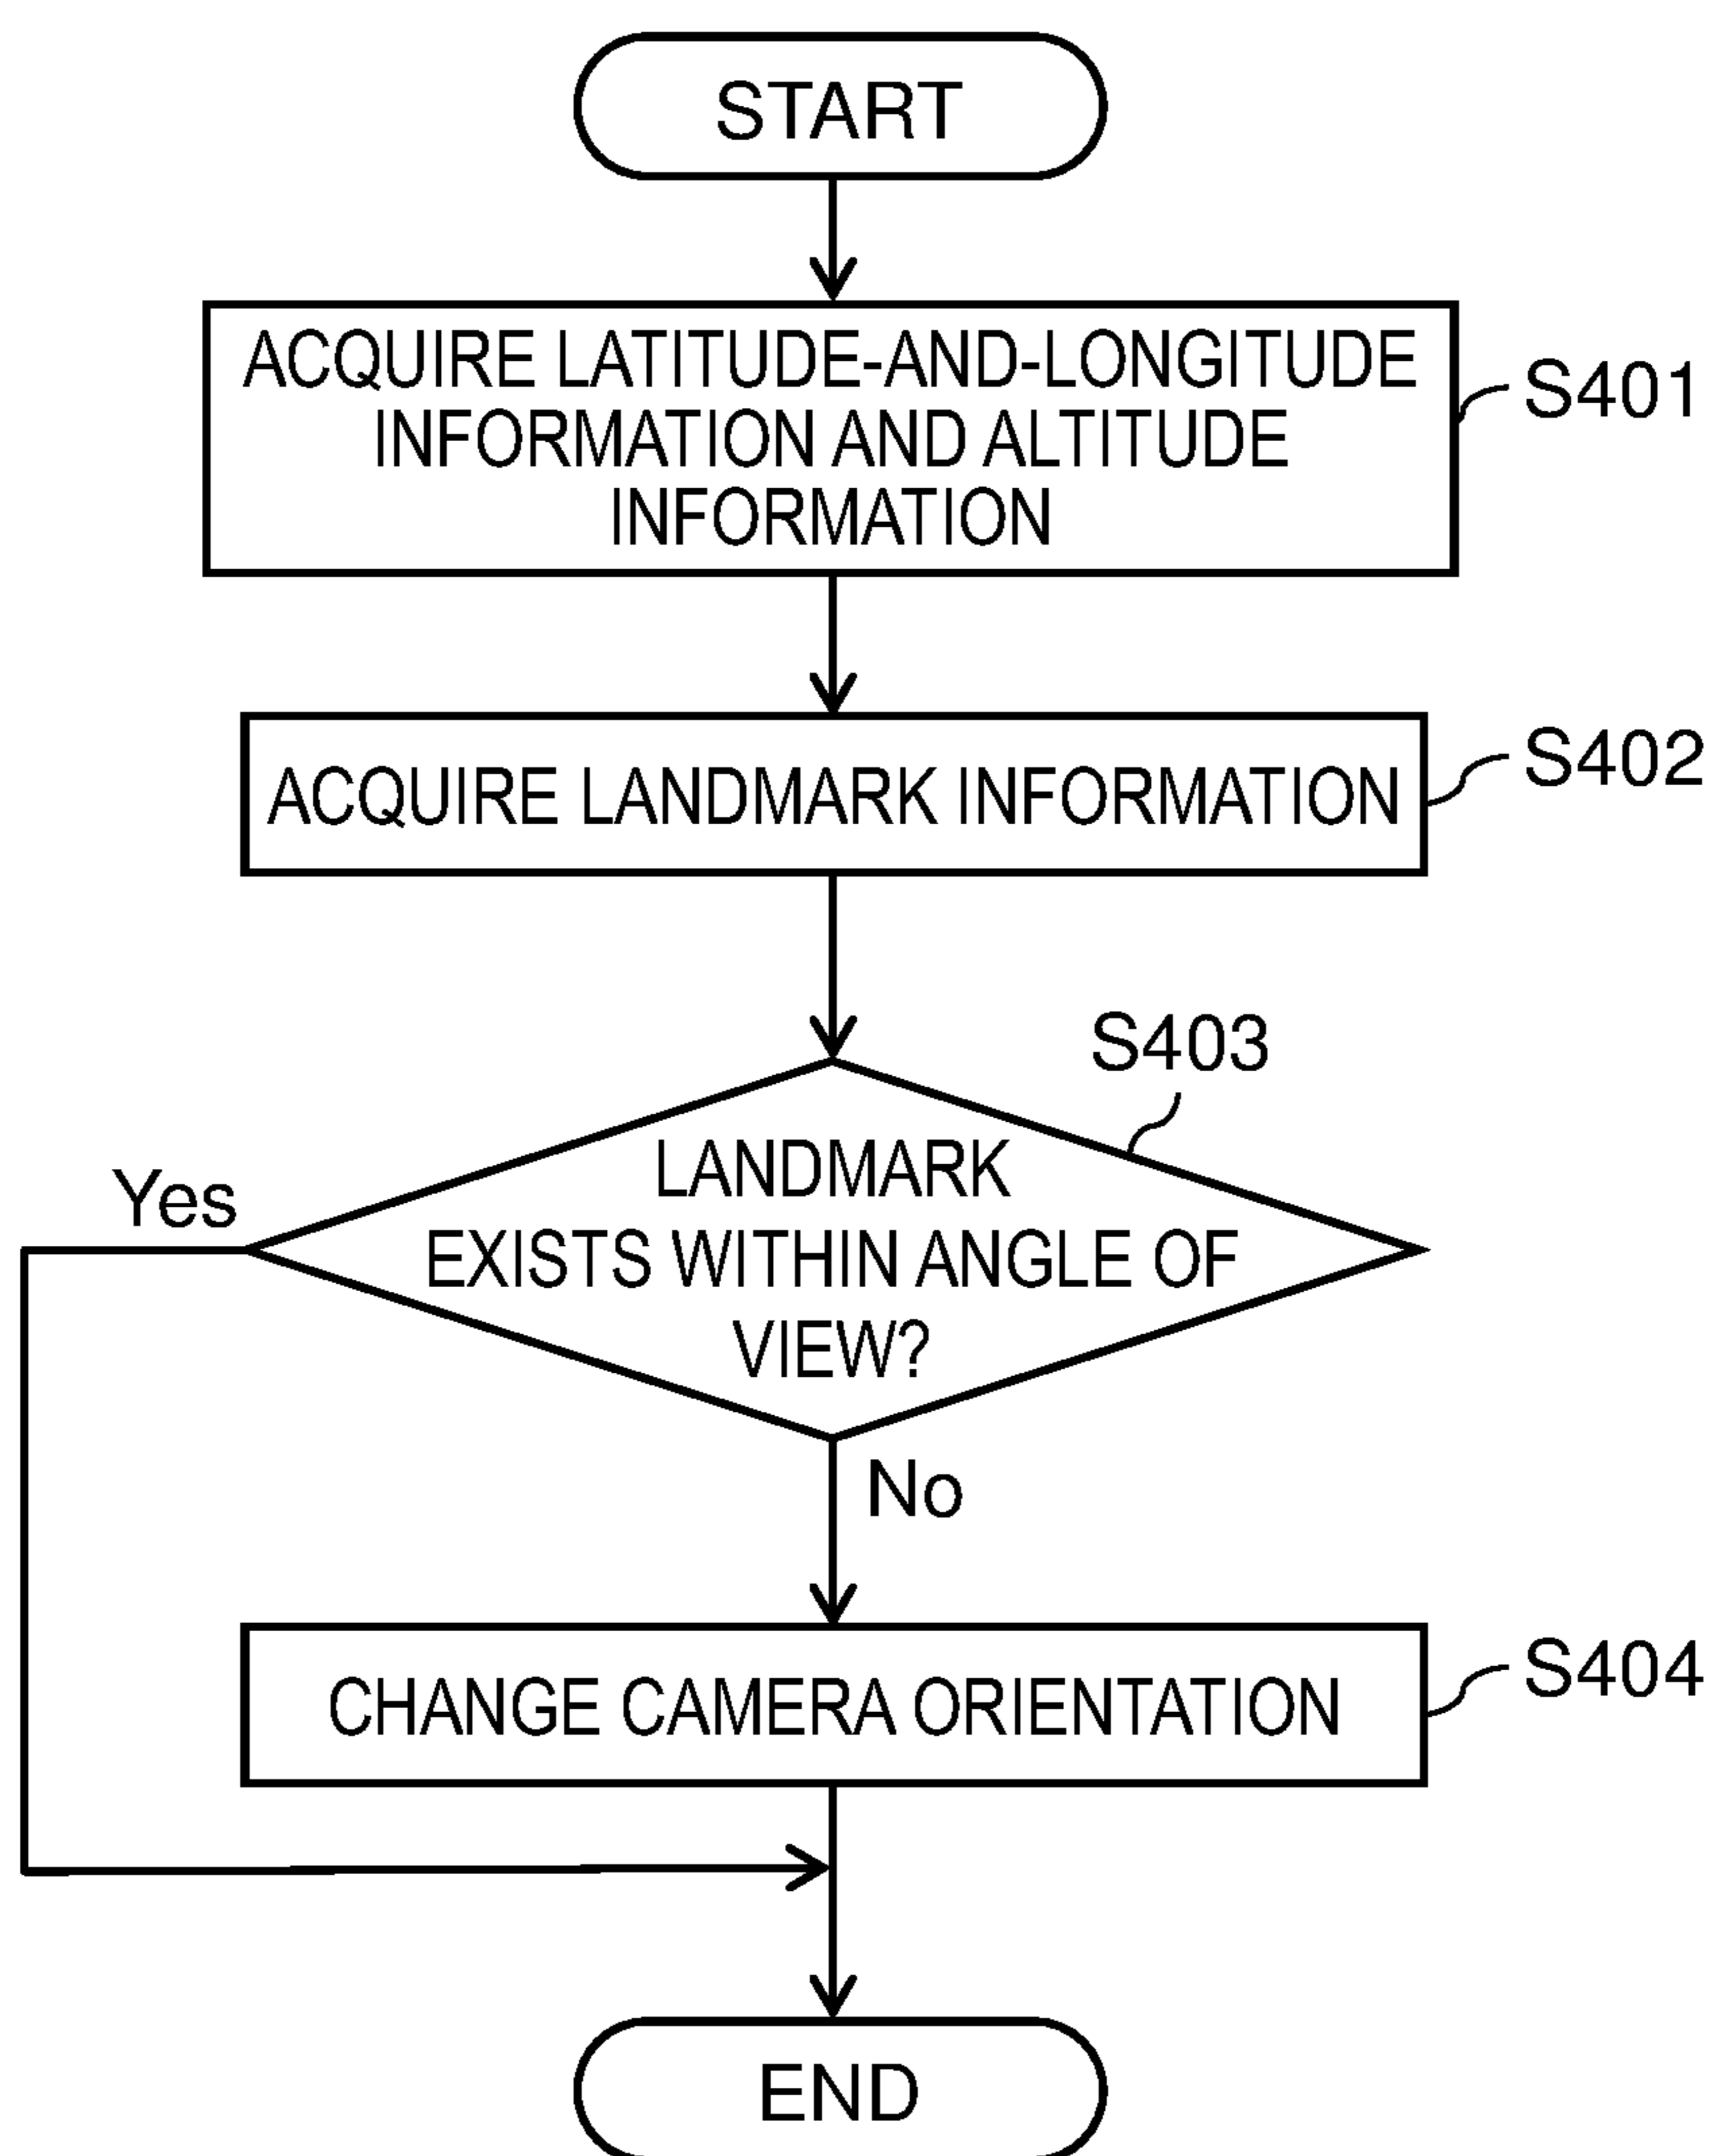 START
ACQUIRE LATITUDE-AND-LONGITUDE
INFORMATION AND ALTITUDE
INFORMATION
S401
ACQUIRE LANDMARK INFORMATION
S402
S403
LANDMARK
EXISTS WITHIN ANGLE OF
VIEW?
Yes
No
CHANGE CAMERA ORIENTATION
S404
END